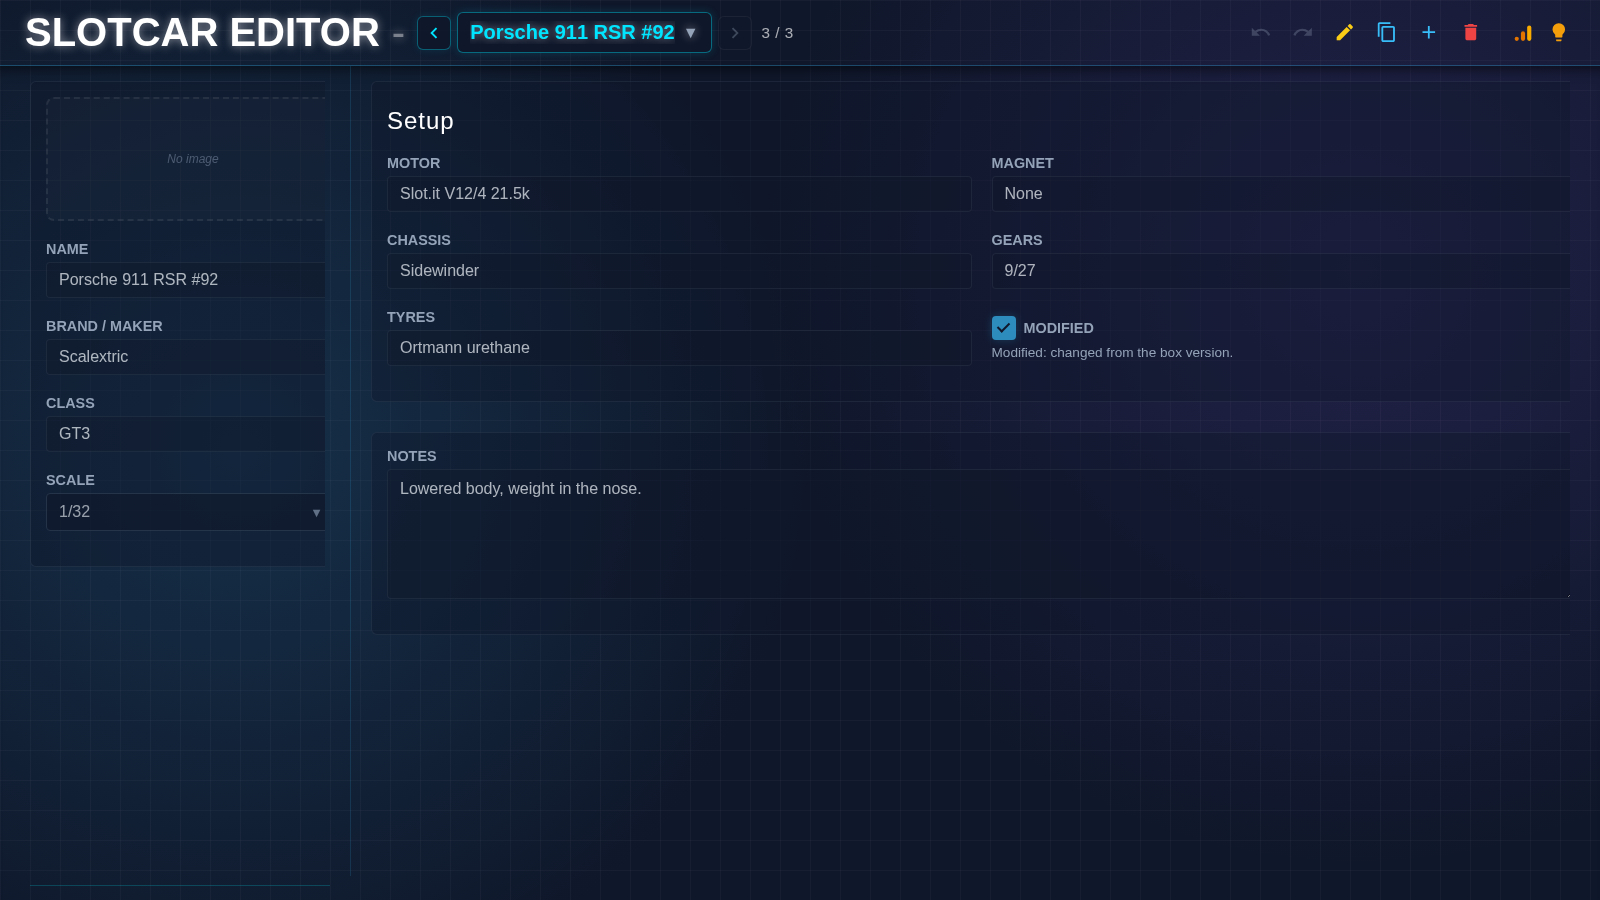 SLOTCAR EDITOR - Porsche 911 RSR #92 ▼ 3 / 3
No image
NAME
Porsche 911 RSR #92
BRAND / MAKER
Scalextric
CLASS
GT3
SCALE
1/32 ▼
Setup
MOTOR
Slot.it V12/4 21.5k
MAGNET
None
CHASSIS
Sidewinder
GEARS
9/27
TYRES
Ortmann urethane
MODIFIED
Modified: changed from the box version.
NOTES
Lowered body, weight in the nose.